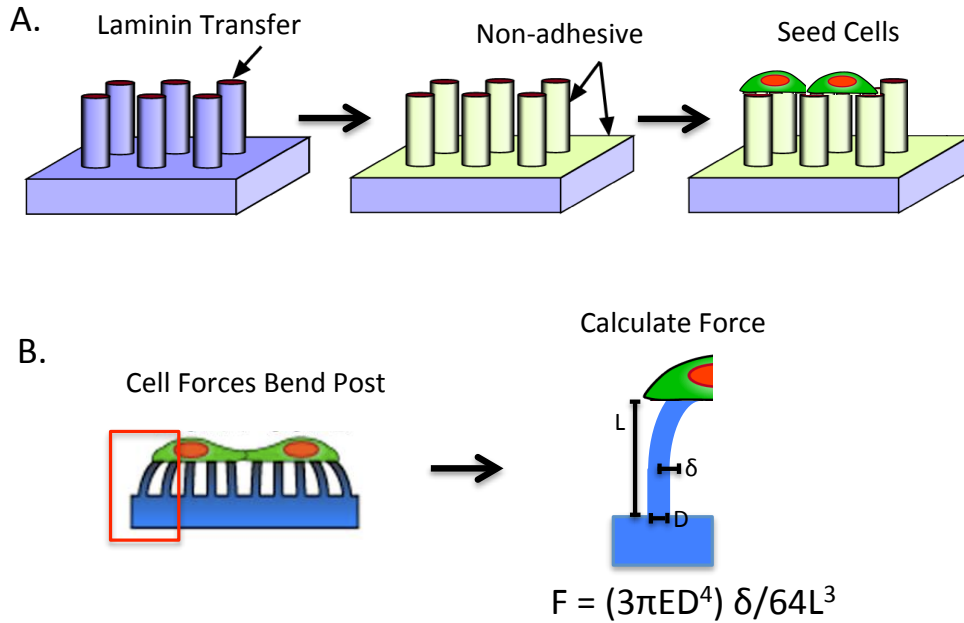 A.
Laminin Transfer
Non-adhesive
Seed Cells
B.
Cell Forces Bend Post
Calculate Force
L
δ
D
F = (3πED⁴) δ/64L³